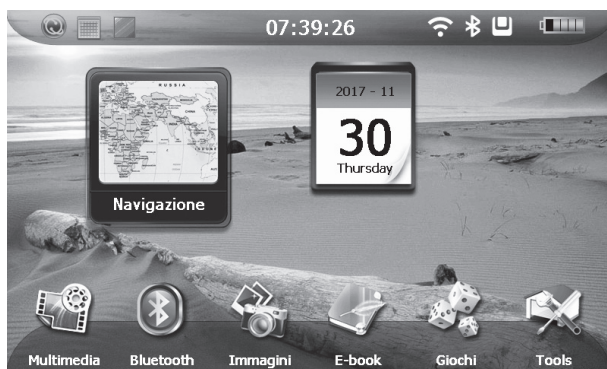 07:39:26
RUSSIA
2017 - 11
30
Thursday
Navigazione
Multimedia
Bluetooth
Immagini
E-book
Giochi
Tools